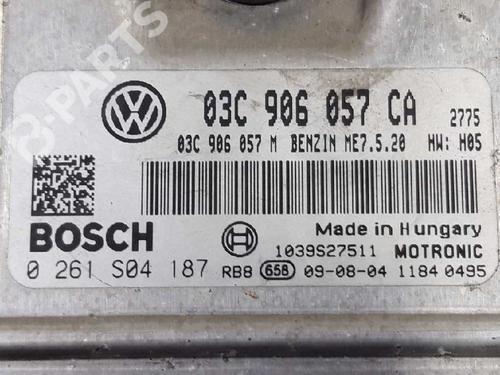 B-PARTS
03C 906 057 CA 2775
03C 906 057 M BENZIN ME7.5.20 HW: H05
BOSCH
Made in Hungary
1039S27511 MOTRONIC
0 261 S04 187 RB8 658 09-08-04 1184 0495